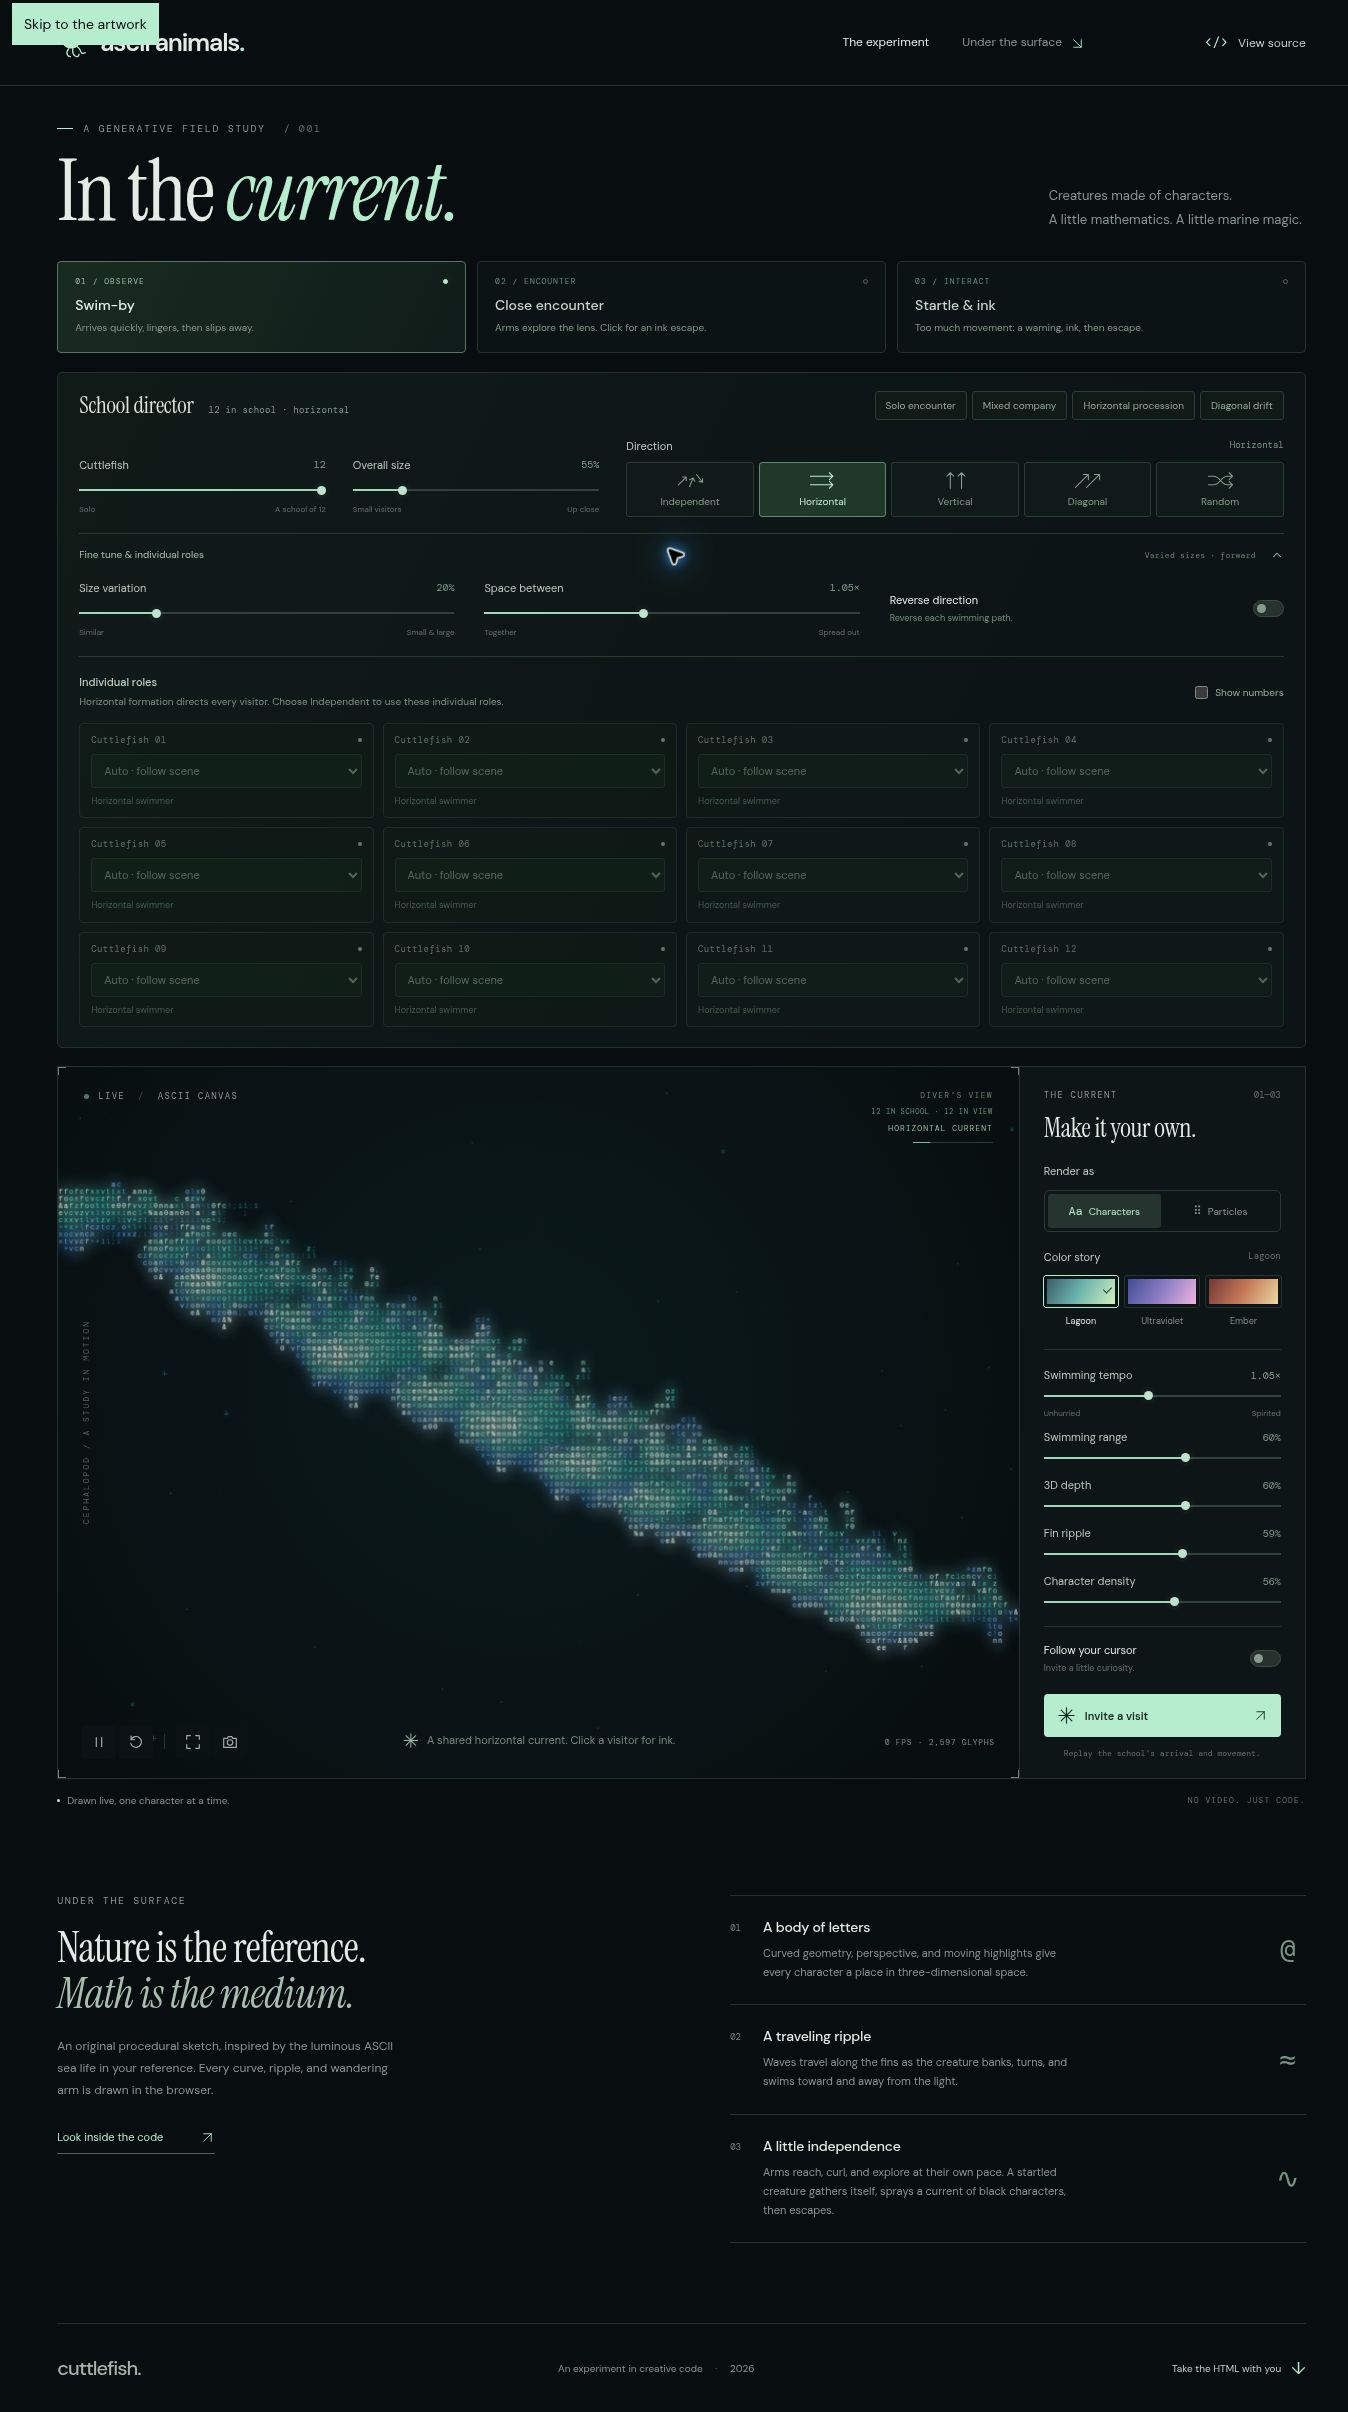 Skip to the artwork
ascii animals.
The experiment
Under the surface
View source
A GENERATIVE FIELD STUDY / 001
In the current.
Creatures made of characters.
A little mathematics. A little marine magic.
01 / OBSERVE
Swim-by
Arrives quickly, lingers, then slips away.
02 / ENCOUNTER
Close encounter
Arms explore the lens. Click for an ink escape.
03 / INTERACT
Startle & ink
Too much movement: a warning, ink, then escape.
School director
12 in school · horizontal
Solo encounter
Mixed company
Horizontal procession
Diagonal drift
Cuttlefish 12
Solo
A school of 12
Overall size 55%
Small visitors
Up close
Direction
Horizontal
Independent
Horizontal
Vertical
Diagonal
Random
Fine tune & individual roles
Varied sizes · forward
Size variation 20%
Similar
Small & large
Space between 1.05×
Together
Spread out
Reverse direction
Reverse each swimming path.
Individual roles
Horizontal formation directs every visitor. Choose Independent to use these individual roles.
Show numbers
Cuttlefish 01
Auto · follow scene
Horizontal swimmer
Cuttlefish 02
Auto · follow scene
Horizontal swimmer
Cuttlefish 03
Auto · follow scene
Horizontal swimmer
Cuttlefish 04
Auto · follow scene
Horizontal swimmer
Cuttlefish 05
Auto · follow scene
Horizontal swimmer
Cuttlefish 06
Auto · follow scene
Horizontal swimmer
Cuttlefish 07
Auto · follow scene
Horizontal swimmer
Cuttlefish 08
Auto · follow scene
Horizontal swimmer
Cuttlefish 09
Auto · follow scene
Horizontal swimmer
Cuttlefish 10
Auto · follow scene
Horizontal swimmer
Cuttlefish 11
Auto · follow scene
Horizontal swimmer
Cuttlefish 12
Auto · follow scene
Horizontal swimmer
LIVE / ASCII CANVAS
DIVER'S VIEW
12 IN SCHOOL · 12 IN VIEW
HORIZONTAL CURRENT
CEPHALOPOD / A STUDY IN MOTION
A shared horizontal current. Click a visitor for ink.
0 FPS · 2,597 GLYPHS
THE CURRENT
01—03
Make it your own.
Render as
Aa Characters
Particles
Color story
Lagoon
Lagoon
Ultraviolet
Ember
Swimming tempo 1.05×
Unhurried
Spirited
Swimming range 60%
3D depth 60%
Fin ripple 59%
Character density 56%
Follow your cursor
Invite a little curiosity.
Invite a visit
Replay the school's arrival and movement.
Drawn live, one character at a time.
NO VIDEO. JUST CODE.
UNDER THE SURFACE
Nature is the reference.
Math is the medium.
An original procedural sketch, inspired by the luminous ASCII
sea life in your reference. Every curve, ripple, and wandering
arm is drawn in the browser.
Look inside the code
01
A body of letters
Curved geometry, perspective, and moving highlights give
every character a place in three-dimensional space.
@
02
A traveling ripple
Waves travel along the fins as the creature banks, turns, and
swims toward and away from the light.
≈
03
A little independence
Arms reach, curl, and explore at their own pace. A startled
creature gathers itself, sprays a current of black characters,
then escapes.
∿
cuttlefish.
An experiment in creative code · 2026
Take the HTML with you